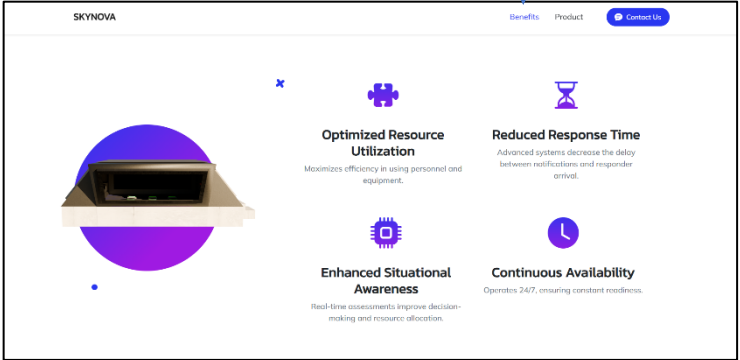 SKYNOVA
Benefits Product Contact Us
Optimized Resource
Utilization
Maximizes efficiency in using personnel and
equipment.
Reduced Response Time
Advanced systems decrease the delay
between notifications and responder
arrival.
Enhanced Situational
Awareness
Real-time assessments improve decision-
making and resource allocation.
Continuous Availability
Operates 24/7, ensuring constant readiness.